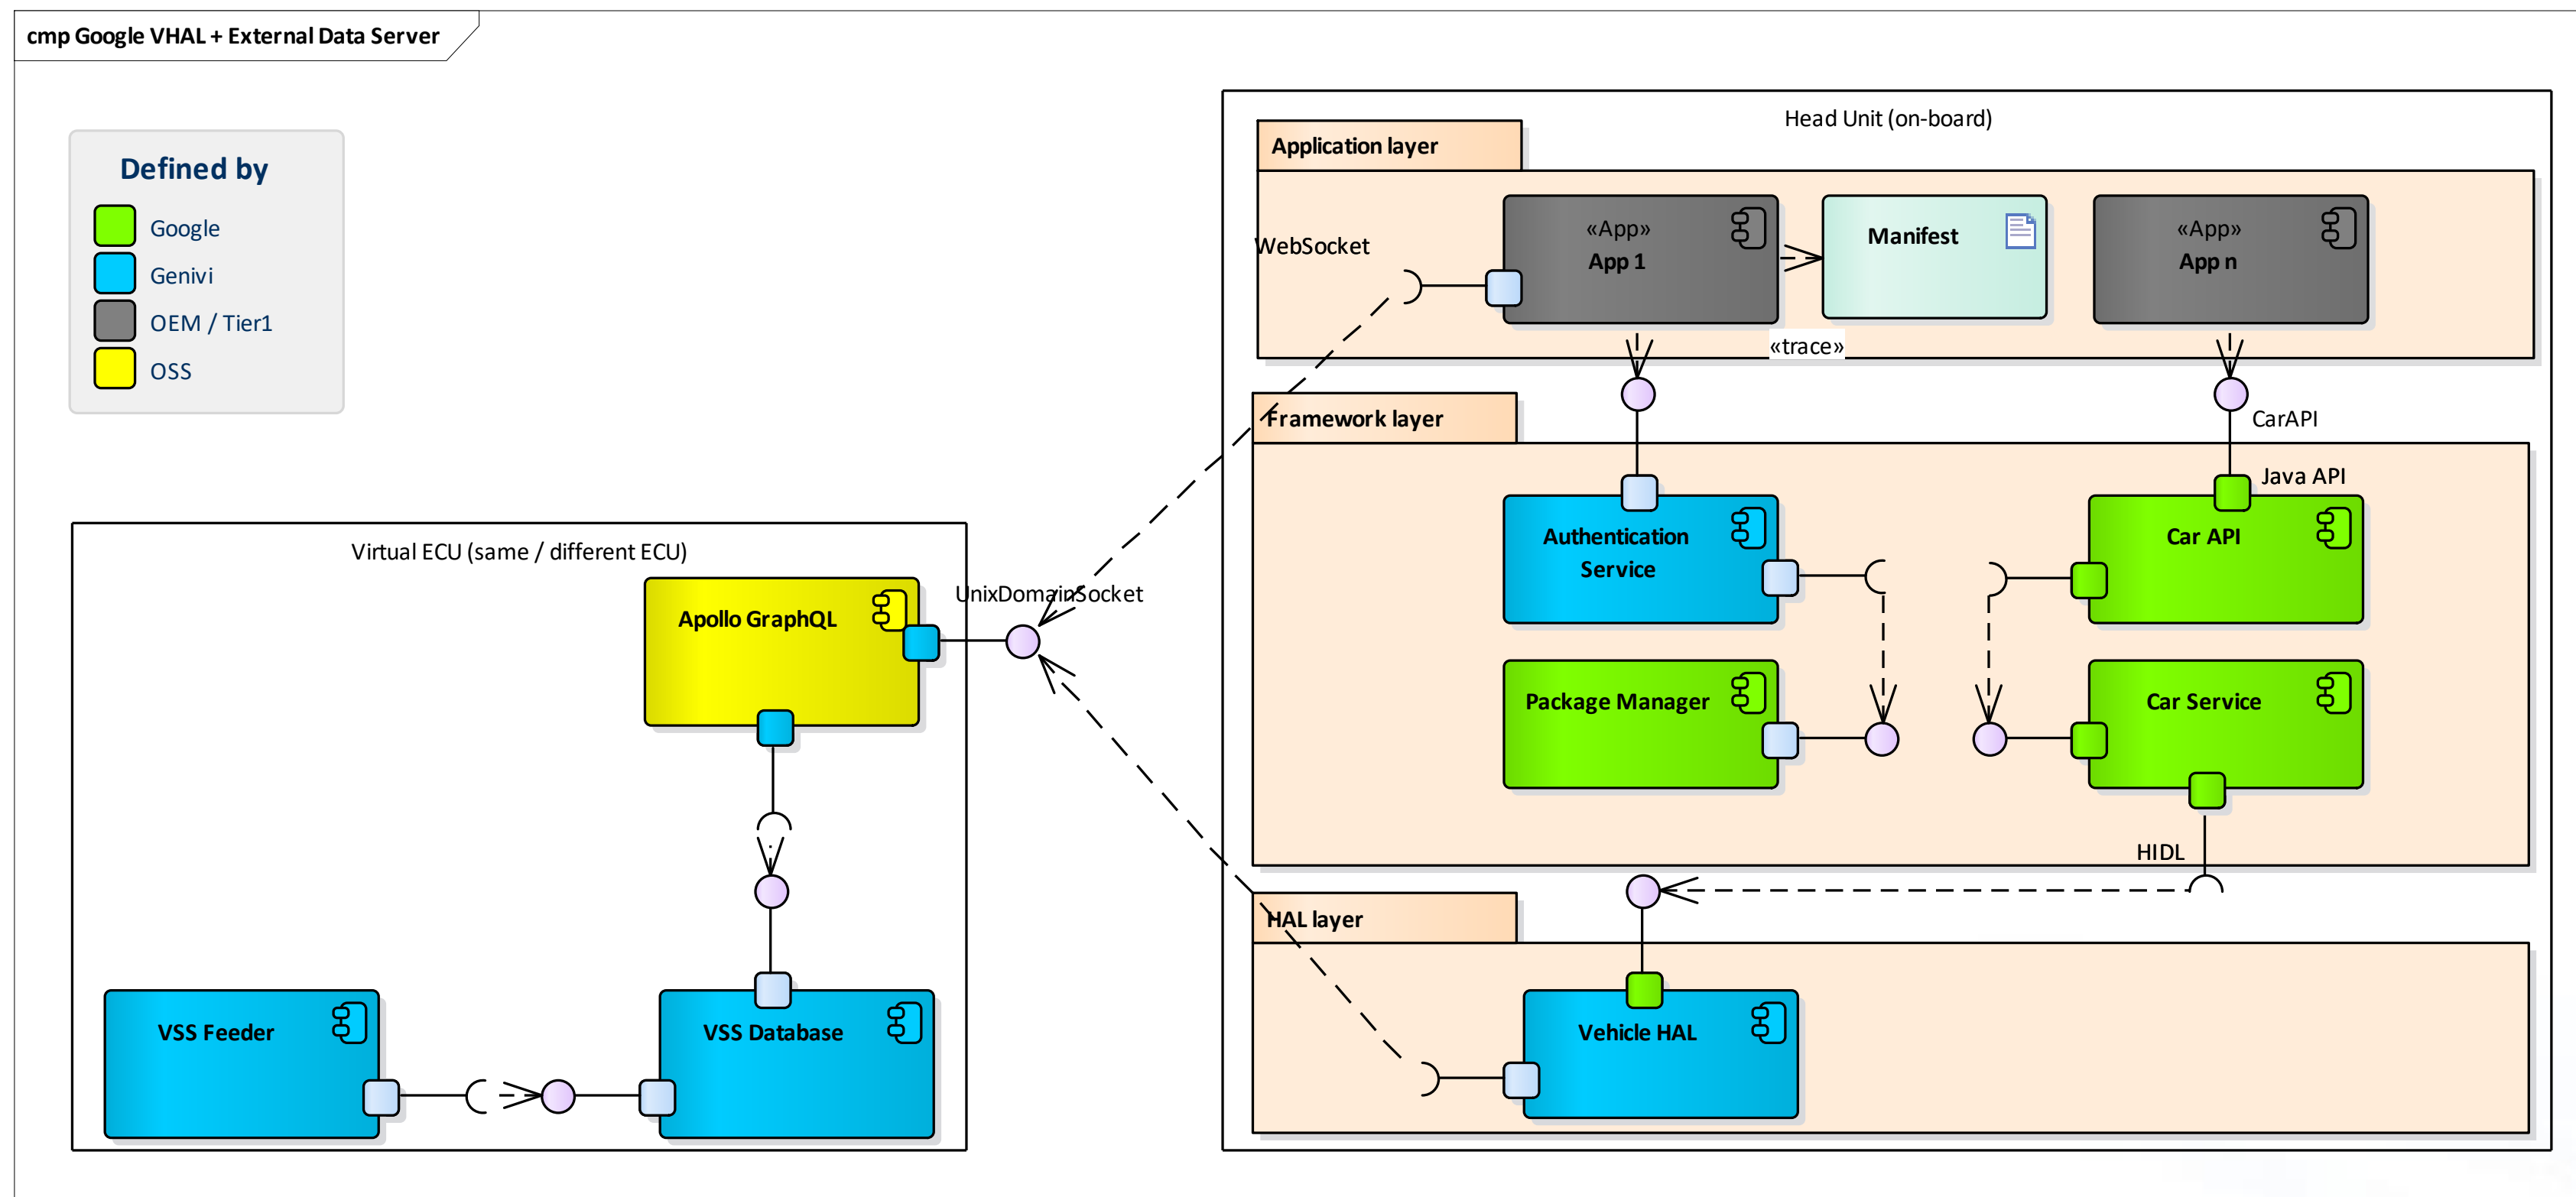 cmp Google VHAL + External Data Server
Defined by
Google
Genivi
OEM / Tier1
OSS
Head Unit (on-board)
Application layer
WebSocket
«App»
App 1
Manifest
«App»
App n
«trace»
Framework layer
CarAPI
Java API
Authentication
Service
Car API
Package Manager
Car Service
HIDL
HAL layer
Vehicle HAL
Virtual ECU (same / different ECU)
Apollo GraphQL
UnixDomainSocket
VSS Feeder
VSS Database